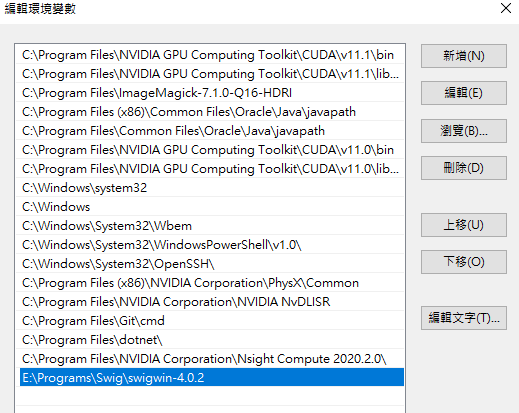 編輯環境變數
C:\Program Files\NVIDIA GPU Computing Toolkit\CUDA\v11.1\bin
C:\Program Files\NVIDIA GPU Computing Toolkit\CUDA\v11.1\lib...
C:\Program Files\ImageMagick-7.1.0-Q16-HDRI
C:\Program Files (x86)\Common Files\Oracle\Java\javapath
C:\Program Files\Common Files\Oracle\Java\javapath
C:\Program Files\NVIDIA GPU Computing Toolkit\CUDA\v11.0\bin
C:\Program Files\NVIDIA GPU Computing Toolkit\CUDA\v11.0\lib...
C:\Windows\system32
C:\Windows
C:\Windows\System32\Wbem
C:\Windows\System32\WindowsPowerShell\v1.0\
C:\Windows\System32\OpenSSH\
C:\Program Files (x86)\NVIDIA Corporation\PhysX\Common
C:\Program Files\NVIDIA Corporation\NVIDIA NvDLISR
C:\Program Files\Git\cmd
C:\Program Files\dotnet\
C:\Program Files\NVIDIA Corporation\Nsight Compute 2020.2.0\
E:\Programs\Swig\swigwin-4.0.2
新增(N)
編輯(E)
瀏覽(B)...
刪除(D)
上移(U)
下移(O)
編輯文字(T)...